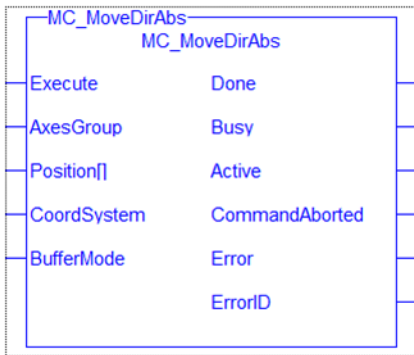 MC_MoveDirAbs
MC_MoveDirAbs
Execute Done
AxesGroup Busy
Position[] Active
CoordSystem CommandAborted
BufferMode Error
ErrorID